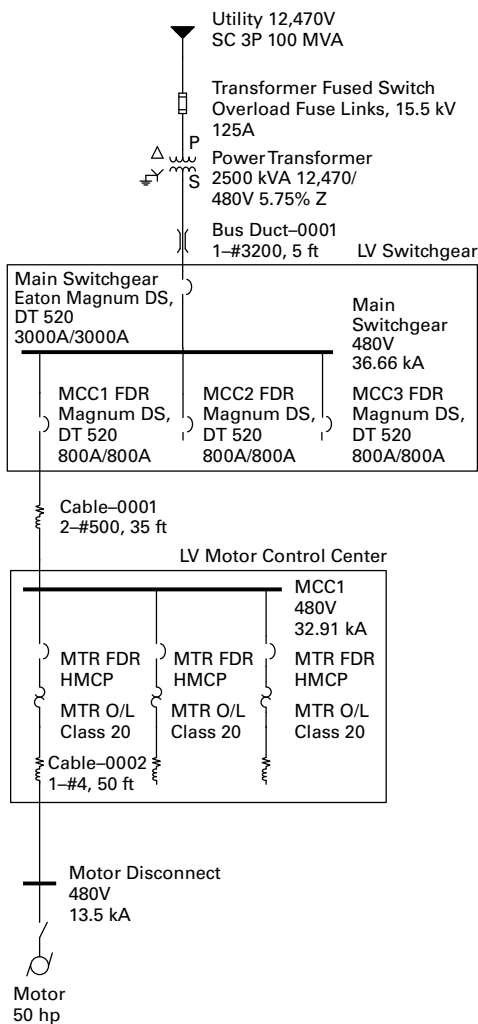 Utility 12,470V
SC 3P 100 MVA
Transformer Fused Switch
Overload Fuse Links, 15.5 kV
125A
P
S
Power Transformer
2500 kVA 12,470/
480V 5.75% Z
Bus Duct–0001
1–#3200, 5 ft
LV Switchgear
Main Switchgear
Eaton Magnum DS,
DT 520
3000A/3000A
Main
Switchgear
480V
36.66 kA
MCC1 FDR
Magnum DS,
DT 520
800A/800A
MCC2 FDR
Magnum DS,
DT 520
800A/800A
MCC3 FDR
Magnum DS,
DT 520
800A/800A
Cable–0001
2–#500, 35 ft
LV Motor Control Center
MCC1
480V
32.91 kA
MTR FDR
HMCP
MTR O/L
Class 20
MTR FDR
HMCP
MTR O/L
Class 20
MTR FDR
HMCP
MTR O/L
Class 20
Cable–0002
1–#4, 50 ft
Motor Disconnect
480V
13.5 kA
Motor
50 hp